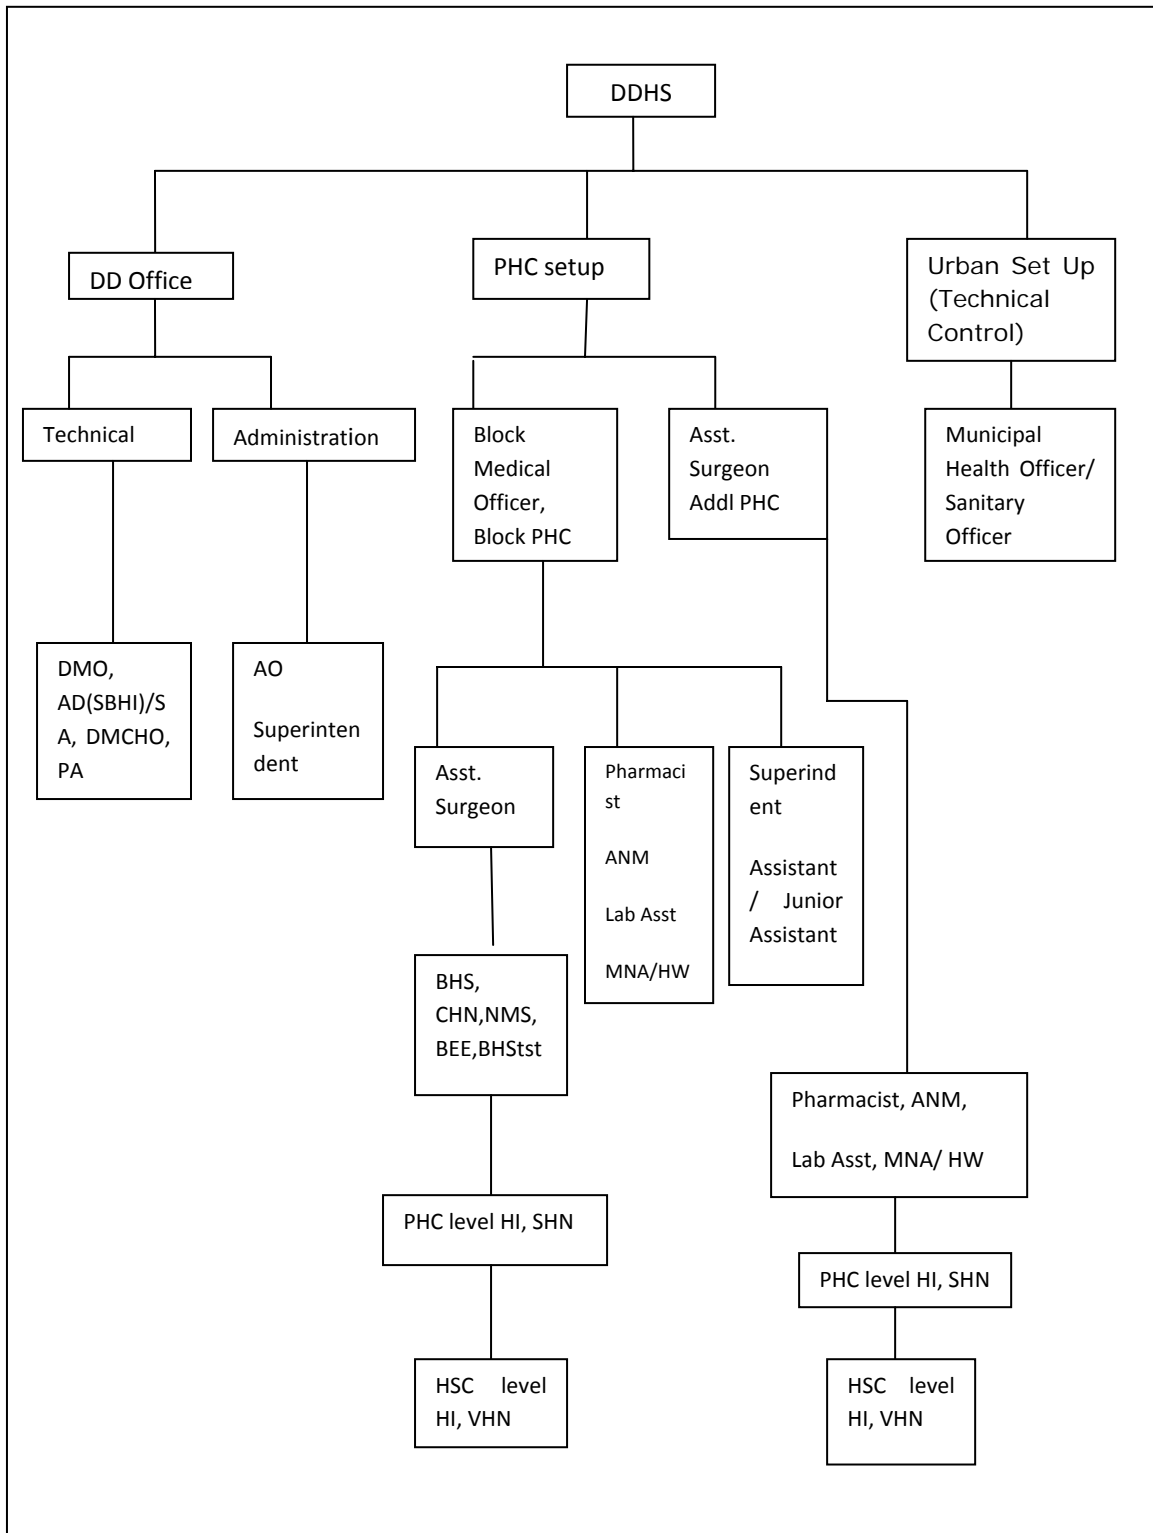 DDHS
DD Office
PHC setup
Urban Set Up
(Technical
Control)
Technical
Administration
Block
Medical
Officer,
Block PHC
Asst.
Surgeon
Addl PHC
Municipal
Health Officer/
Sanitary
Officer
DMO,
AD(SBHI)/S
A, DMCHO,
PA
AO
Superinten
dent
Asst.
Surgeon
Pharmaci
st
ANM
Lab Asst
MNA/HW
Superind
ent
Assistant
/ Junior
Assistant
BHS,
CHN,NMS,
BEE,BHStst
Pharmacist, ANM,
Lab Asst, MNA/ HW
PHC level HI, SHN
PHC level HI, SHN
HSC level
HI, VHN
HSC level
HI, VHN